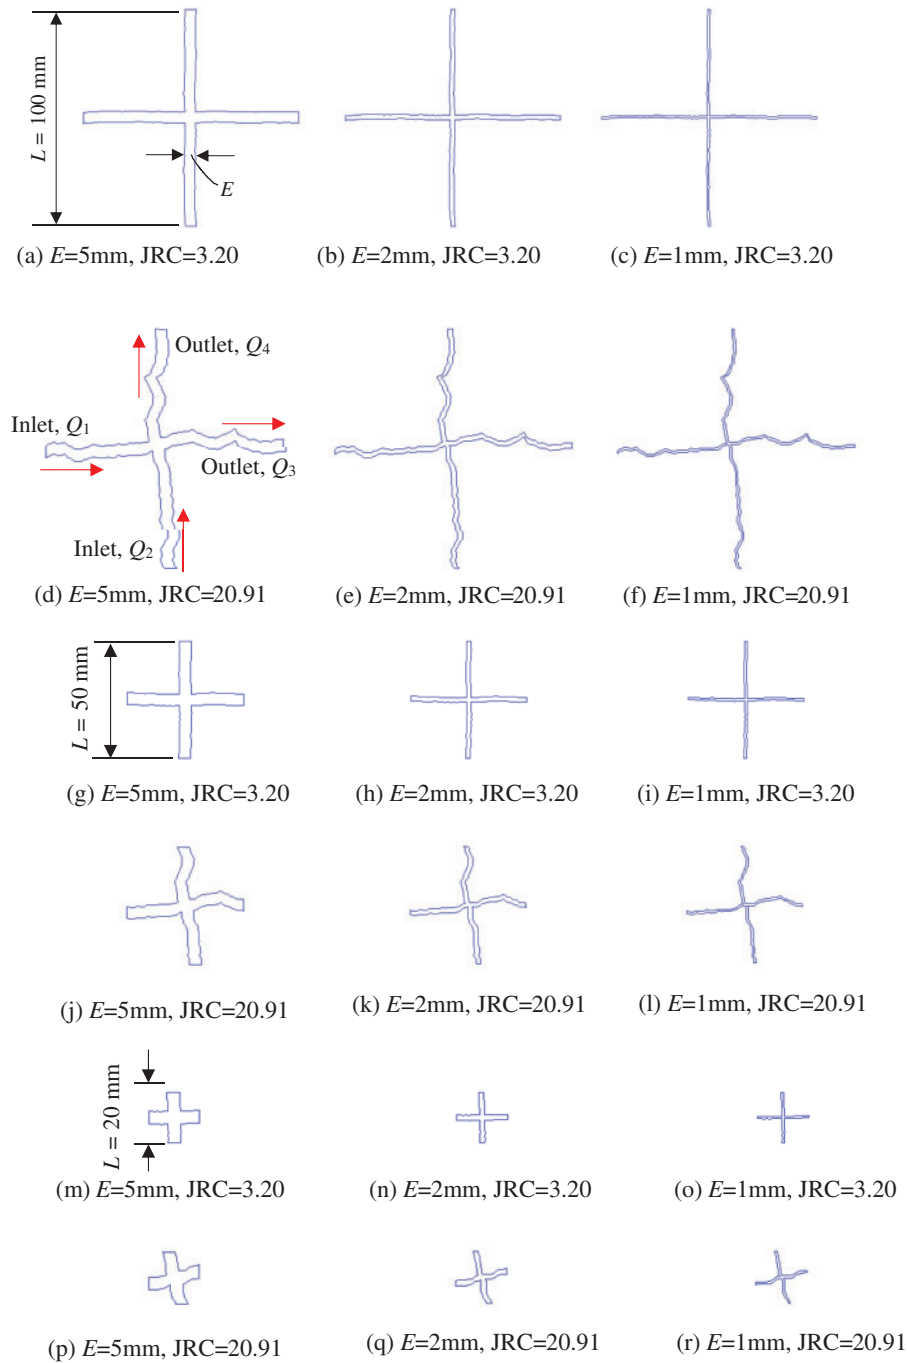 L = 100 mm
E
(a) E=5mm, JRC=3.20
(b) E=2mm, JRC=3.20
(c) E=1mm, JRC=3.20
Outlet, Q4
Inlet, Q1
Outlet, Q3
Inlet, Q2
(d) E=5mm, JRC=20.91
(e) E=2mm, JRC=20.91
(f) E=1mm, JRC=20.91
L = 50 mm
(g) E=5mm, JRC=3.20
(h) E=2mm, JRC=3.20
(i) E=1mm, JRC=3.20
(j) E=5mm, JRC=20.91
(k) E=2mm, JRC=20.91
(l) E=1mm, JRC=20.91
L = 20 mm
(m) E=5mm, JRC=3.20
(n) E=2mm, JRC=3.20
(o) E=1mm, JRC=3.20
(p) E=5mm, JRC=20.91
(q) E=2mm, JRC=20.91
(r) E=1mm, JRC=20.91